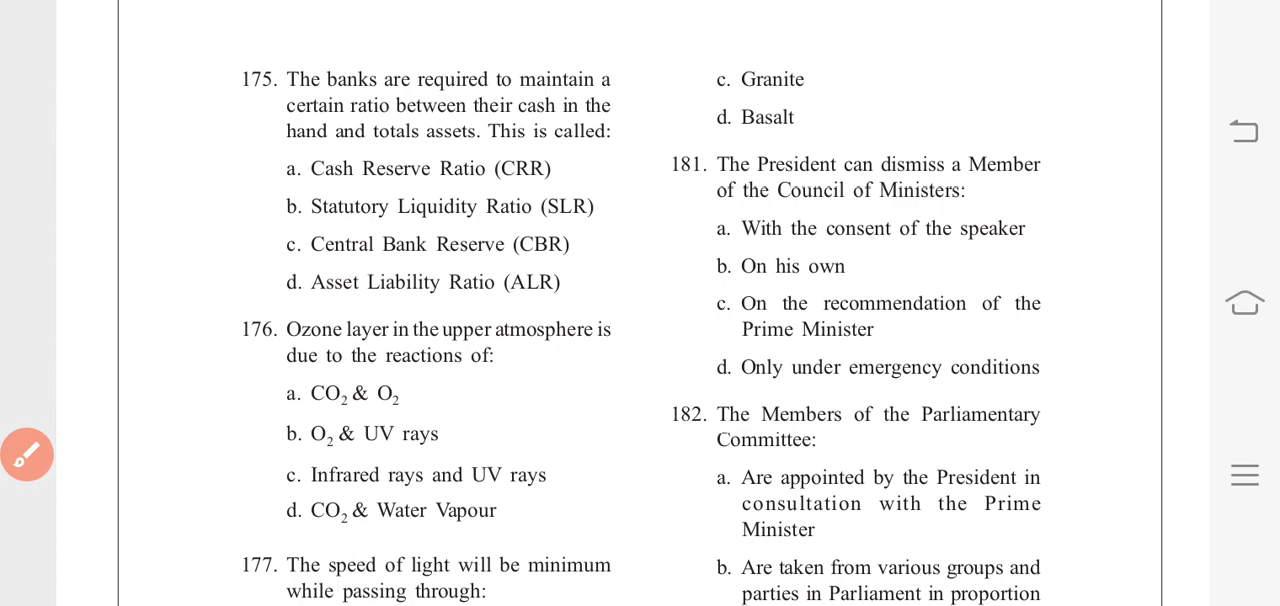 175. The banks are required to maintain a
certain ratio between their cash in the
hand and totals assets. This is called:
a. Cash Reserve Ratio (CRR)
b. Statutory Liquidity Ratio (SLR)
c. Central Bank Reserve (CBR)
d. Asset Liability Ratio (ALR)
176. Ozone layer in the upper atmosphere is
due to the reactions of:
a. CO₂ & O₂
b. O₂ & UV rays
c. Infrared rays and UV rays
d. CO₂ & Water Vapour
177. The speed of light will be minimum
while passing through:
c. Granite
d. Basalt
181. The President can dismiss a Member
of the Council of Ministers:
a. With the consent of the speaker
b. On his own
c. On the recommendation of the
Prime Minister
d. Only under emergency conditions
182. The Members of the Parliamentary
Committee:
a. Are appointed by the President in
consultation with the Prime
Minister
b. Are taken from various groups and
parties in Parliament in proportion